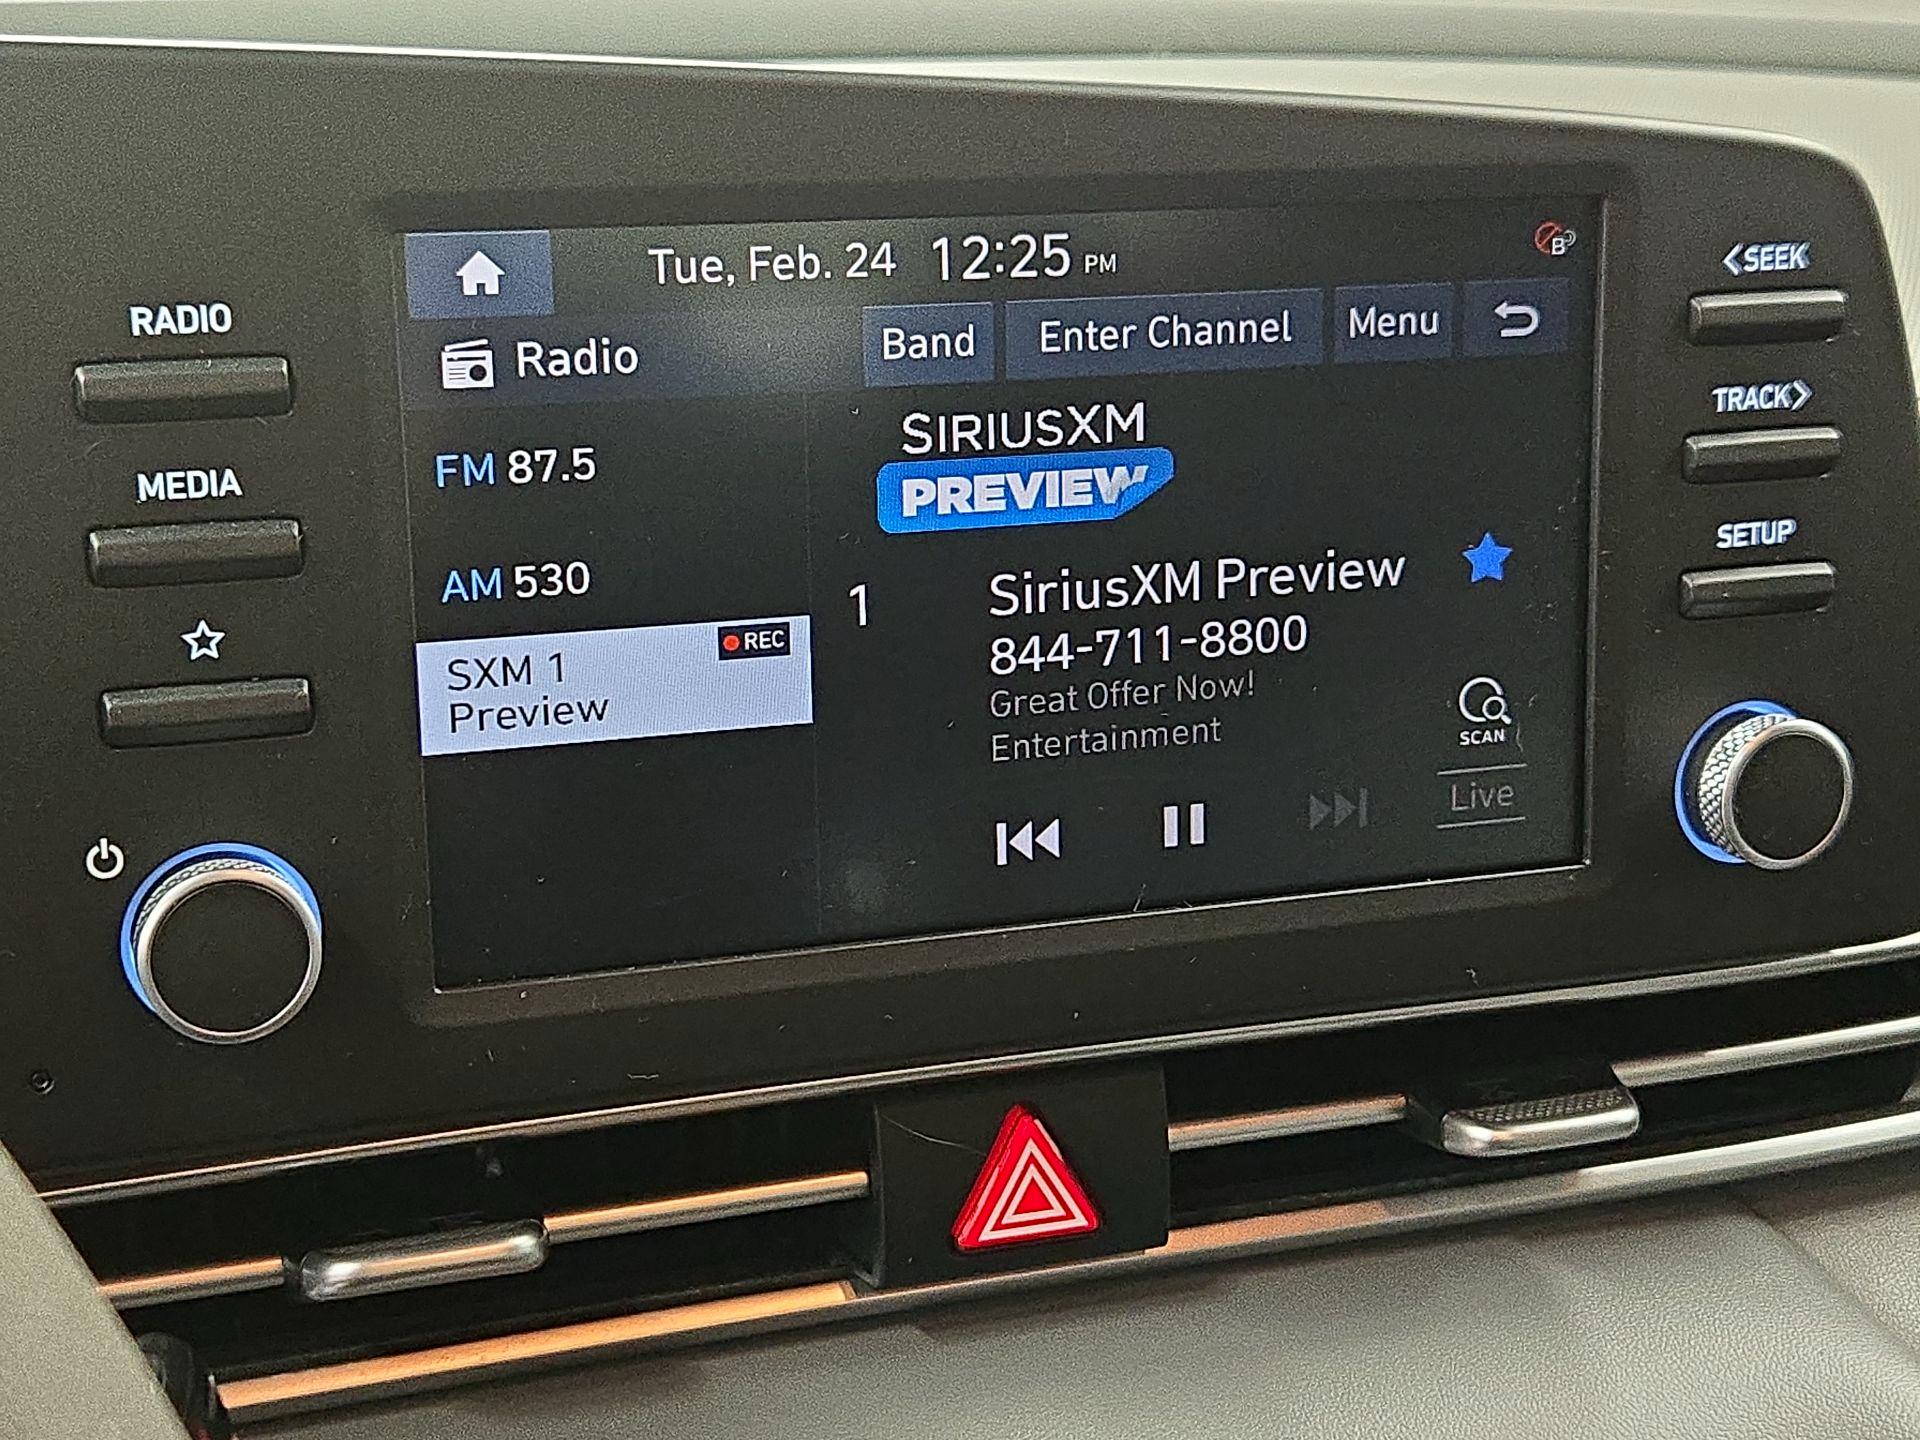 Tue, Feb. 24 12:25 PM
B
Radio
Band
Enter Channel
Menu
RADIO
MEDIA
FM 87.5
AM 530
SXM 1
REC
Preview
SIRIUSXM
PREVIEW
1
SiriusXM Preview
844-711-8800
Great Offer Now!
Entertainment
SCAN
Live
<SEEK
TRACK>
SETUP